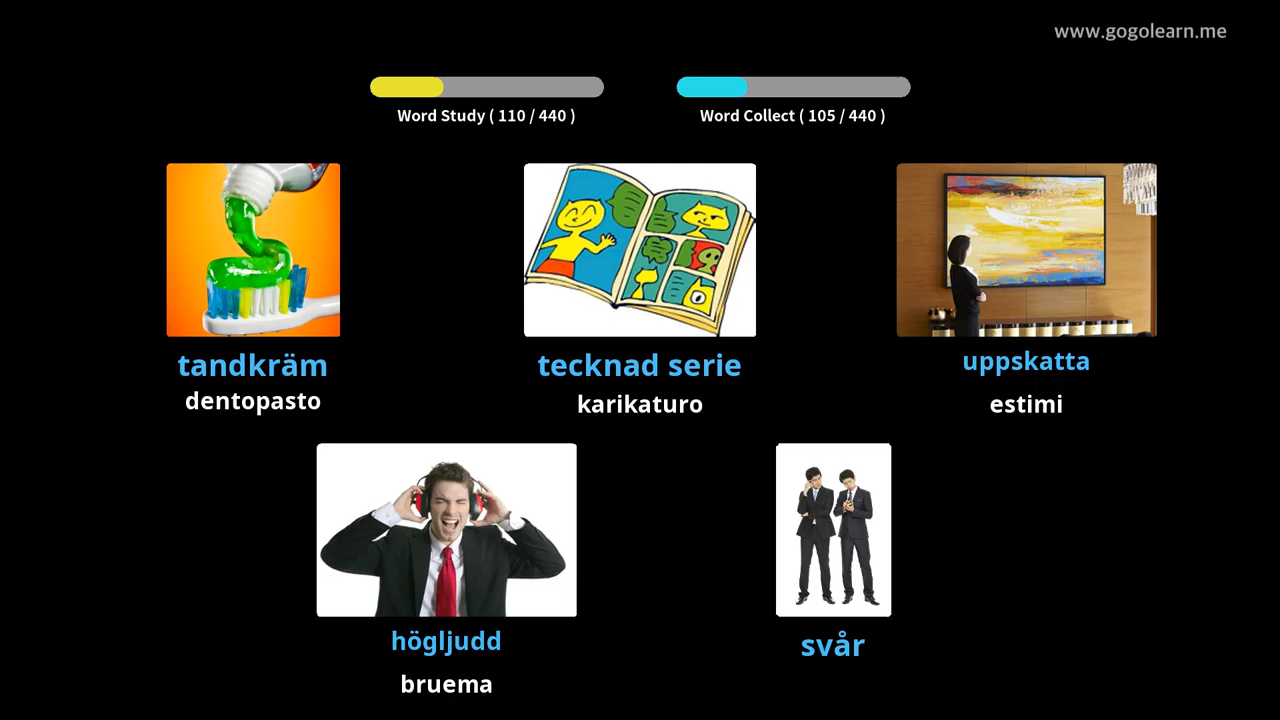 www.gogolearn.me
Word Study ( 110 / 440 )
Word Collect ( 105 / 440 )
tandkräm
dentopasto
tecknad serie
karikaturo
uppskatta
estimi
högljudd
bruema
svår